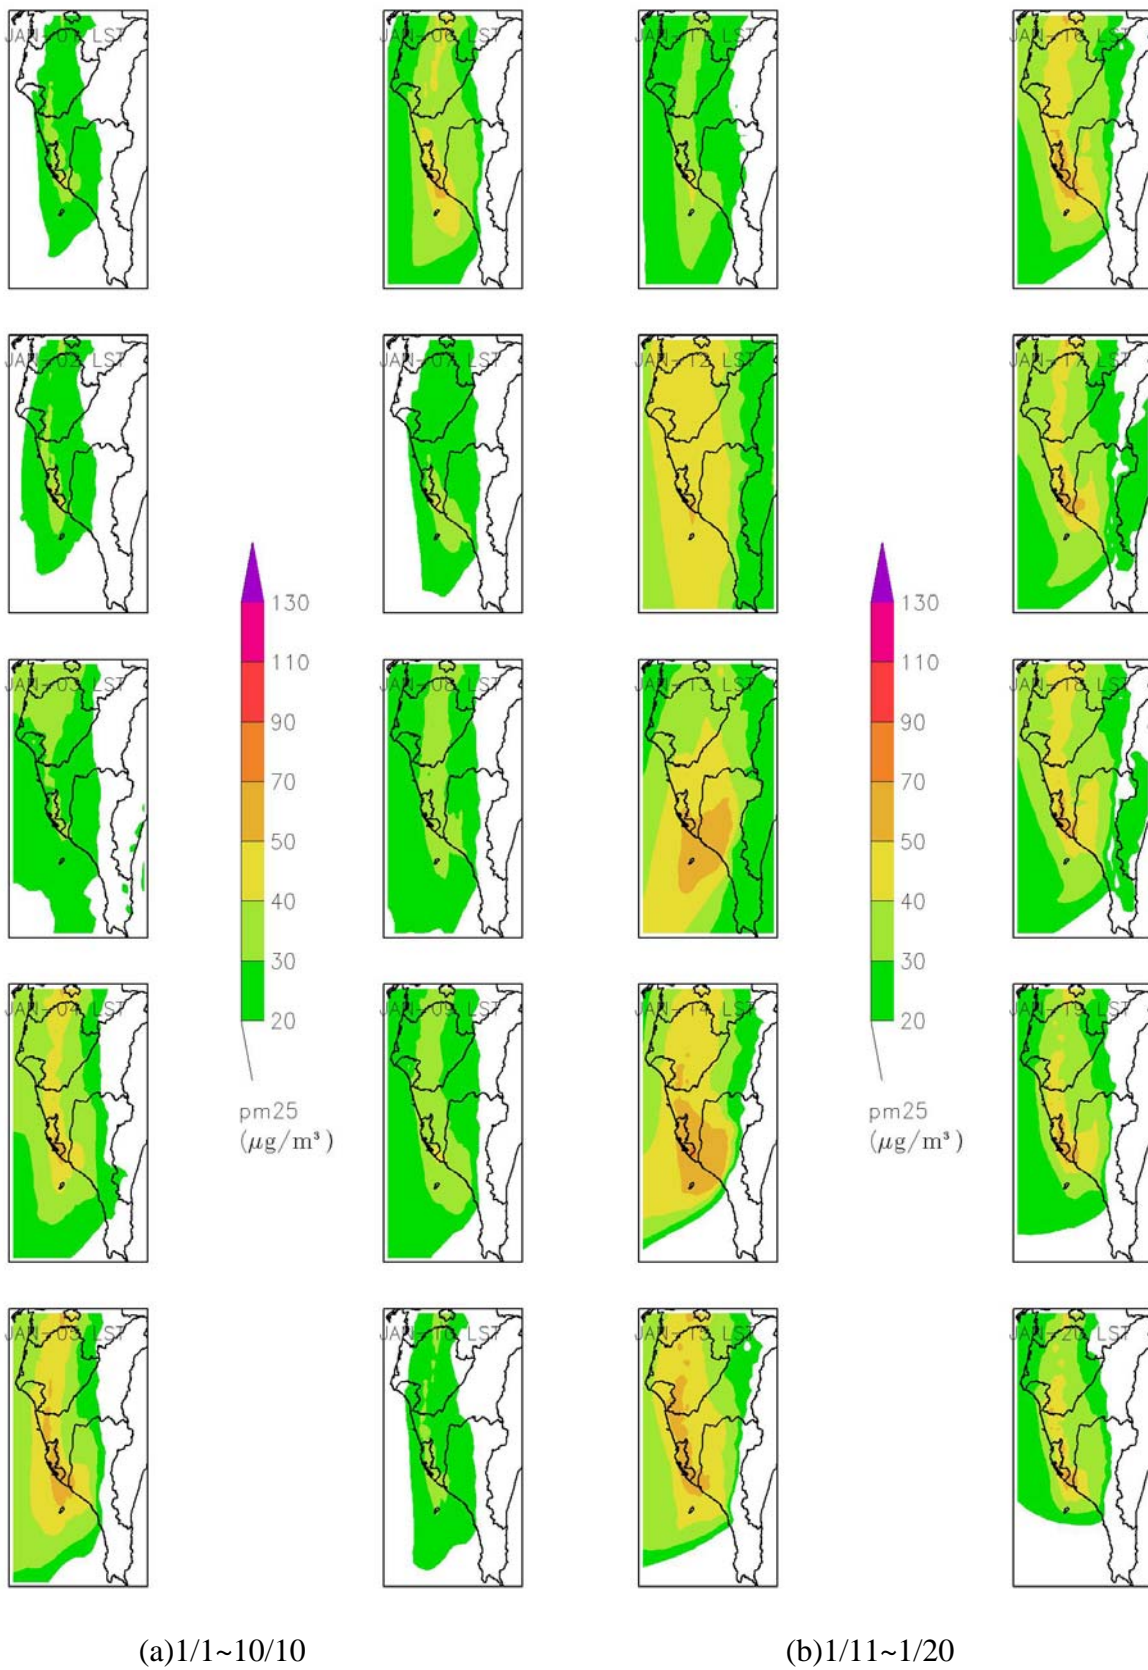 JAN-01 LST
JAN-06 LST
JAN-11 LST
JAN-16 LST
JAN-02 LST
JAN-07 LST
JAN-12 LST
JAN-17 LST
130
110
90
70
50
40
30
20
pm25
(μg/m³)
130
110
90
70
50
40
30
20
pm25
(μg/m³)
JAN-03 LST
JAN-08 LST
JAN-13 LST
JAN-18 LST
JAN-04 LST
JAN-09 LST
JAN-14 LST
JAN-19 LST
JAN-05 LST
JAN-10 LST
JAN-15 LST
JAN-20 LST
(a)1/1~10/10
(b)1/11~1/20